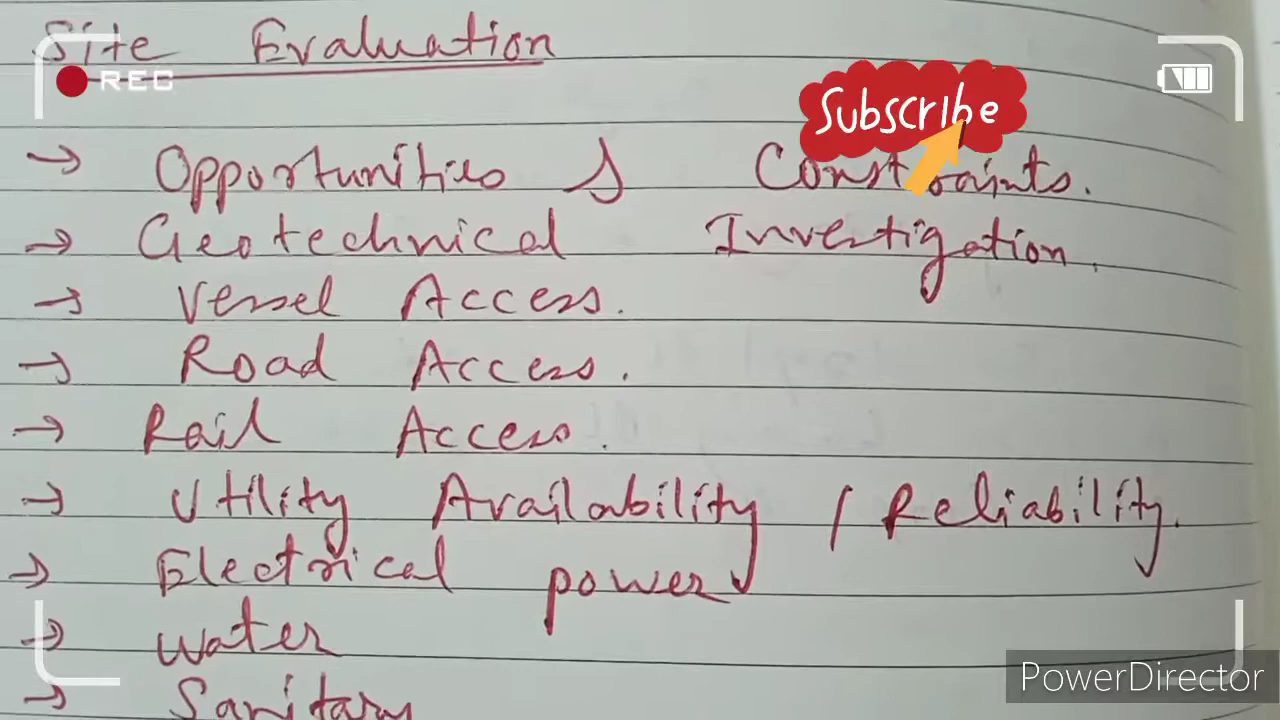 Site Evaluation
REC
Subscribe
→ Opportunities & Constraints.
→ Geotechnical Investigation.
→ Vessel Access.
→ Road Access.
→ Rail Access.
→ Utility Availability / Reliability.
→ Electrical power
→ Water
→ Sanitary
PowerDirector